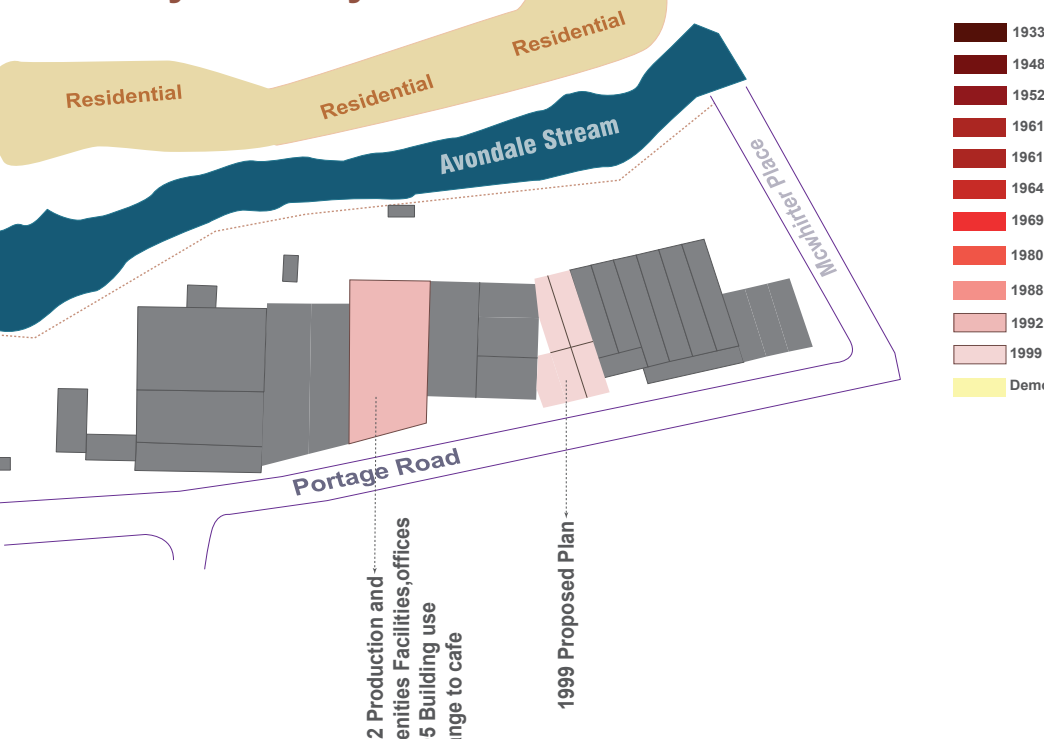 Residential
Residential
Residential
Avondale Stream
Mcwhirter Place
Portage Road
2 Production and
enities Facilities,offices
5 Building use
nge to cafe
1999 Proposed Plan
1933
1948
1952
1961
1961
1964
1969
1980
1988
1992
1999
Demo